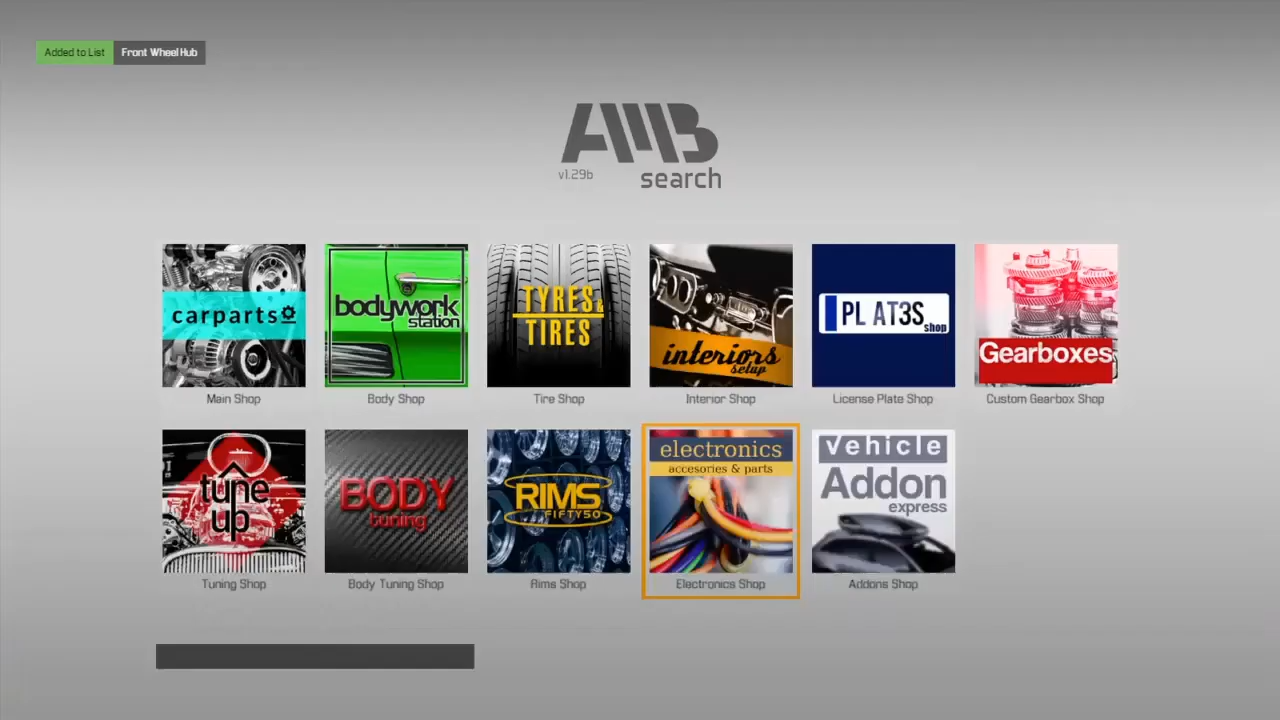 Added to List Front Wheel Hub
AMB
v1.29b
search
carparts
Main Shop
bodywork
station
Body Shop
TYRES&
TIRES
Tire Shop
interiors
setup
Interior Shop
PL AT3S
shop
License Plate Shop
Gearboxes
Custom Gearbox Shop
tune
up
Tuning Shop
BODY
tuning
Body Tuning Shop
RIMS
FIFTY50
Rims Shop
electronics
accesories & parts
Electronics Shop
vehicle
Addon
express
Addons Shop